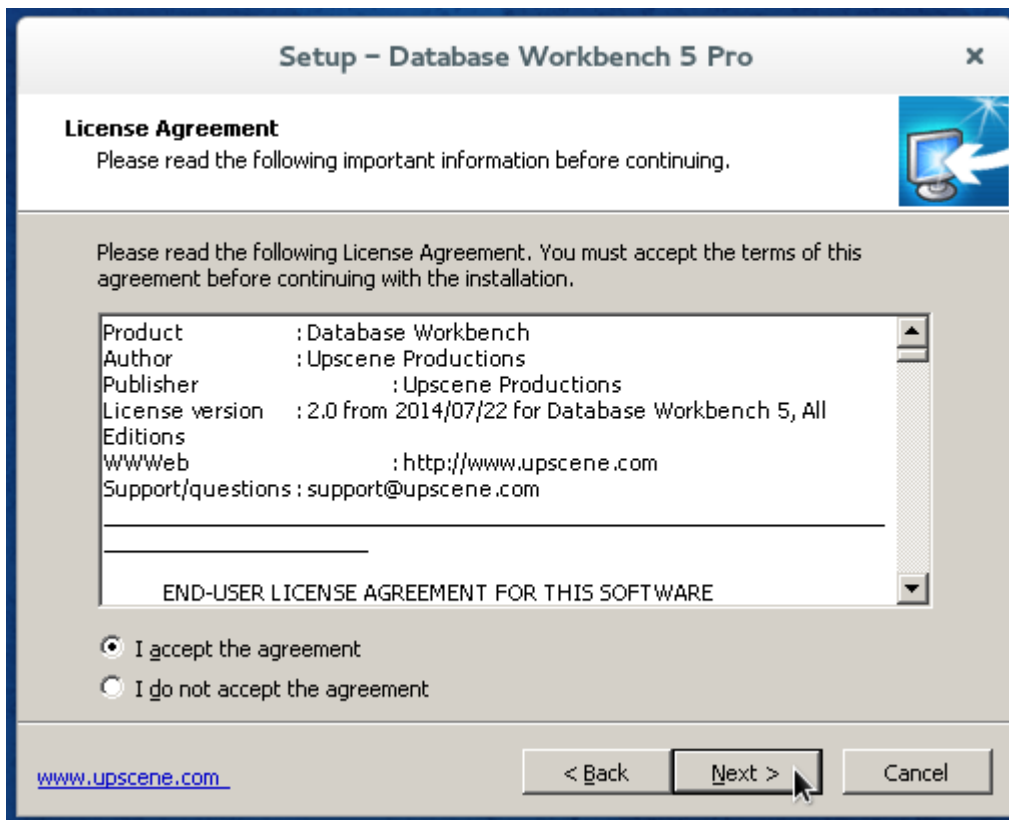 Setup – Database Workbench 5 Pro
License Agreement
Please read the following important information before continuing.
Please read the following License Agreement. You must accept the terms of this
agreement before continuing with the installation.
Product : Database Workbench
Author : Upscene Productions
Publisher : Upscene Productions
License version : 2.0 from 2014/07/22 for Database Workbench 5, All
Editions
WWWeb : http://www.upscene.com
Support/questions : support@upscene.com
END-USER LICENSE AGREEMENT FOR THIS SOFTWARE
I accept the agreement
I do not accept the agreement
www.upscene.com
< Back Next > Cancel